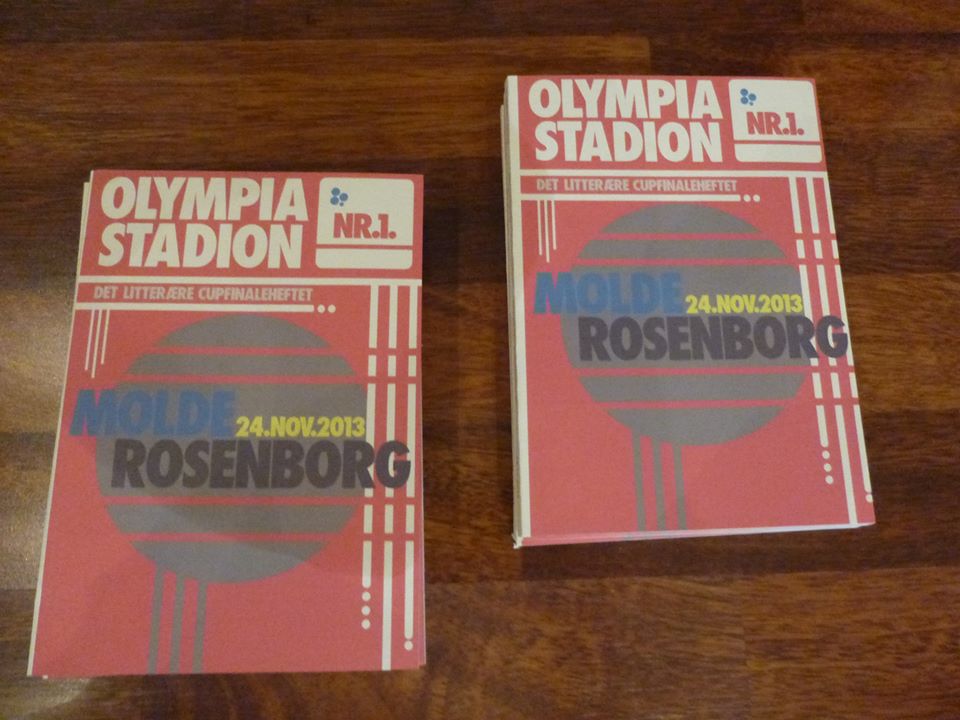 OLYMPIA
STADION
NR.1.
DET LITTERÆRE CUPFINALEHEFTET
MOLDE
24.NOV.2013
ROSENBORG
OLYMPIA
STADION
NR.1.
DET LITTERÆRE CUPFINALEHEFTET
MOLDE
24.NOV.2013
ROSENBORG